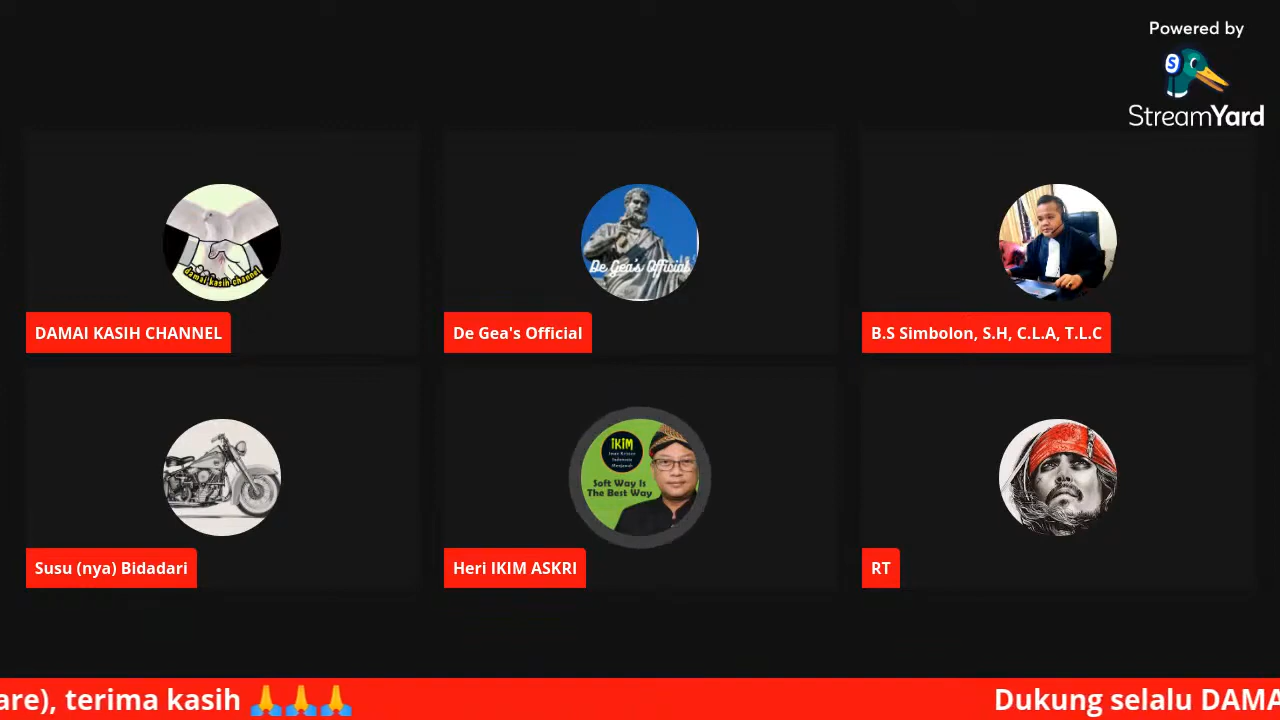 Powered by
StreamYard
damai kasih channel
De Gea's Official
DAMAI KASIH CHANNEL
De Gea's Official
B.S Simbolon, S.H, C.L.A, T.L.C
iKiM
Soft Way Is
The Best Way
Susu (nya) Bidadari
Heri IKIM ASKRI
RT
are), terima kasih 🙏🙏🙏
Dukung selalu DAMA